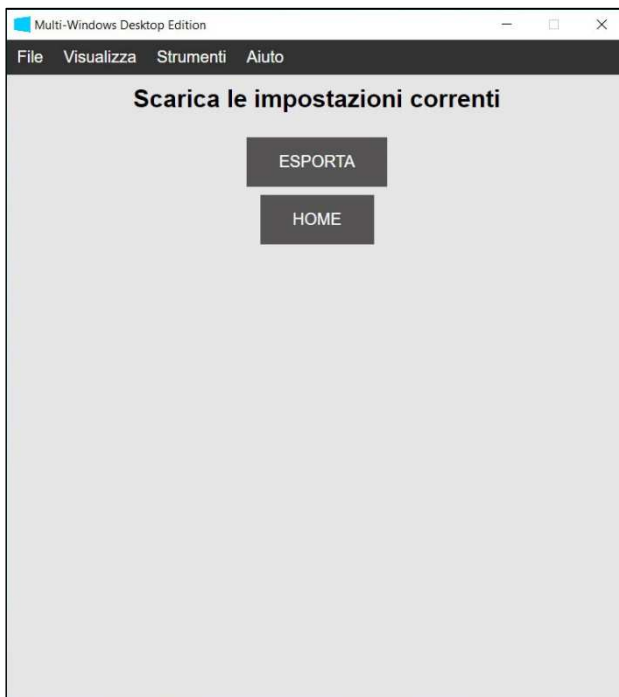 Multi-Windows Desktop Edition
File Visualizza Strumenti Aiuto
Scarica le impostazioni correnti
ESPORTA
HOME